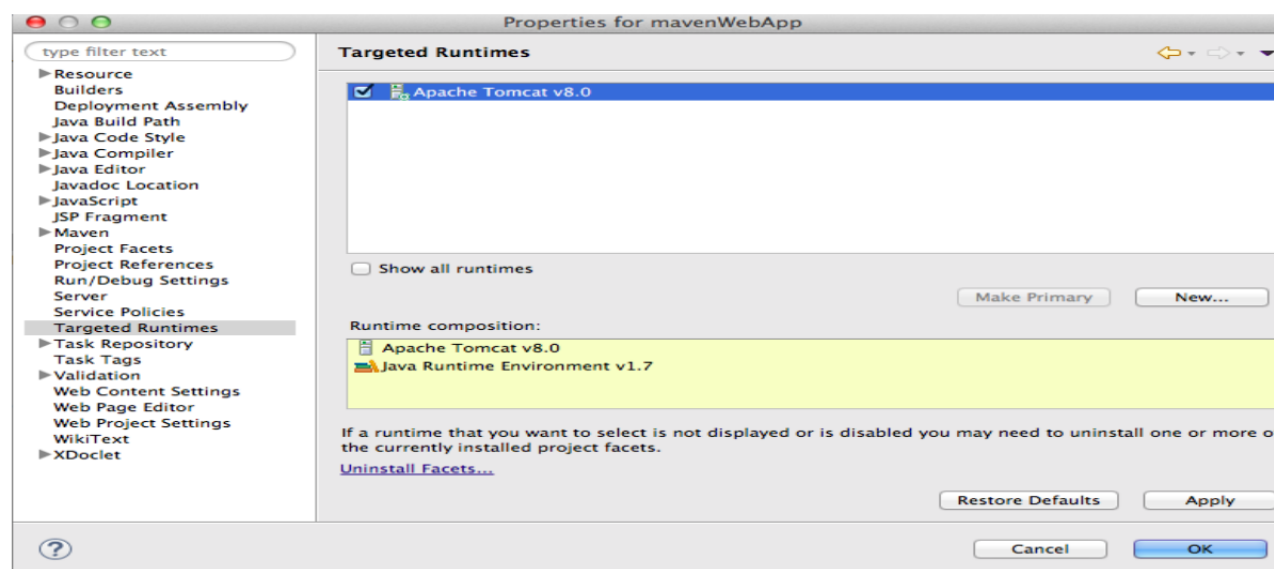 Properties for mavenWebApp
type filter text
Resource
Builders
Deployment Assembly
Java Build Path
Java Code Style
Java Compiler
Java Editor
Javadoc Location
JavaScript
JSP Fragment
Maven
Project Facets
Project References
Run/Debug Settings
Server
Service Policies
Targeted Runtimes
Task Repository
Task Tags
Validation
Web Content Settings
Web Page Editor
Web Project Settings
WikiText
XDoclet
Targeted Runtimes
Apache Tomcat v8.0
Show all runtimes
Make Primary
New...
Runtime composition:
Apache Tomcat v8.0
Java Runtime Environment v1.7
If a runtime that you want to select is not displayed or is disabled you may need to uninstall one or more o
the currently installed project facets.
Uninstall Facets...
Restore Defaults
Apply
?
Cancel
OK